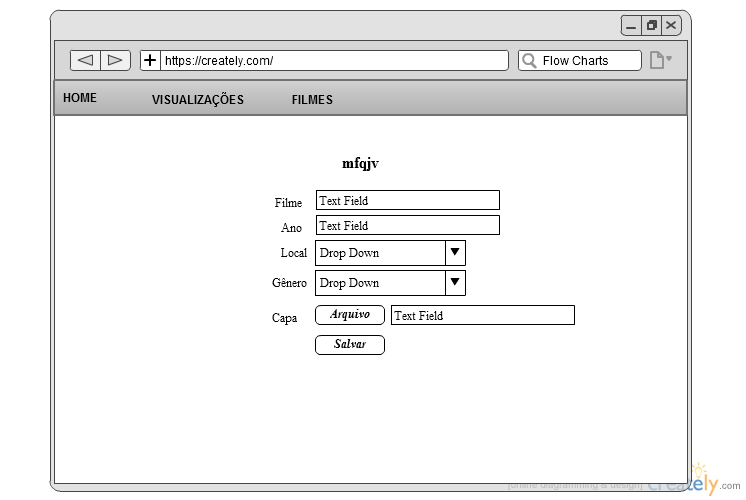 https://creately.com/
Flow Charts
HOME VISUALIZAÇÕES FILMES
mfqjv
Filme Text Field
Ano Text Field
Local Drop Down
Gênero Drop Down
Capa Arquivo Text Field
Salvar
[online diagramming & design] creately.com